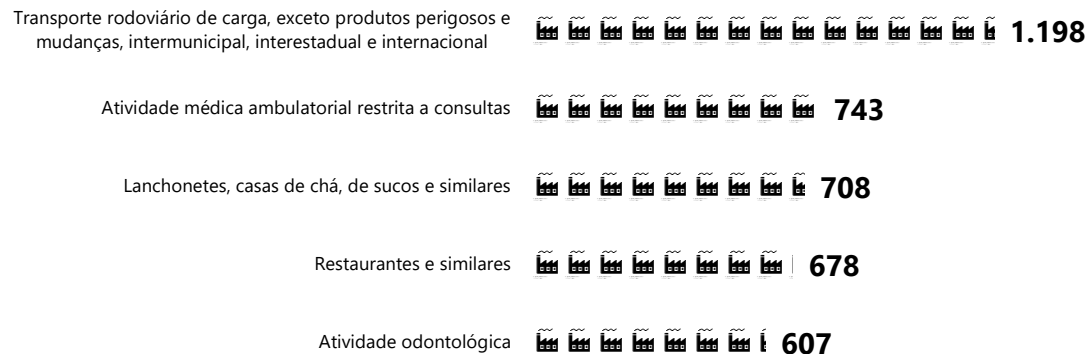 Transporte rodoviário de carga, exceto produtos perigosos e
mudanças, intermunicipal, interestadual e internacional
1.198
Atividade médica ambulatorial restrita a consultas
743
Lanchonetes, casas de chá, de sucos e similares
708
Restaurantes e similares
678
Atividade odontológica
607